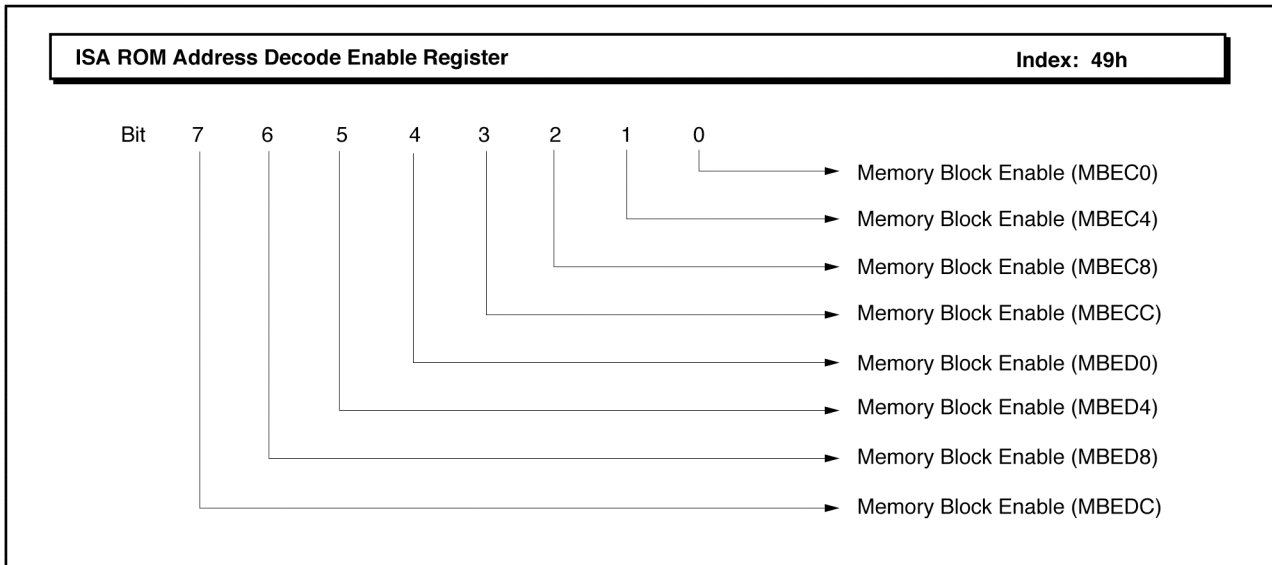 ISA ROM Address Decode Enable Register Index: 49h
Bit 7 6 5 4 3 2 1 0
Memory Block Enable (MBEC0)
Memory Block Enable (MBEC4)
Memory Block Enable (MBEC8)
Memory Block Enable (MBECC)
Memory Block Enable (MBED0)
Memory Block Enable (MBED4)
Memory Block Enable (MBED8)
Memory Block Enable (MBEDC)